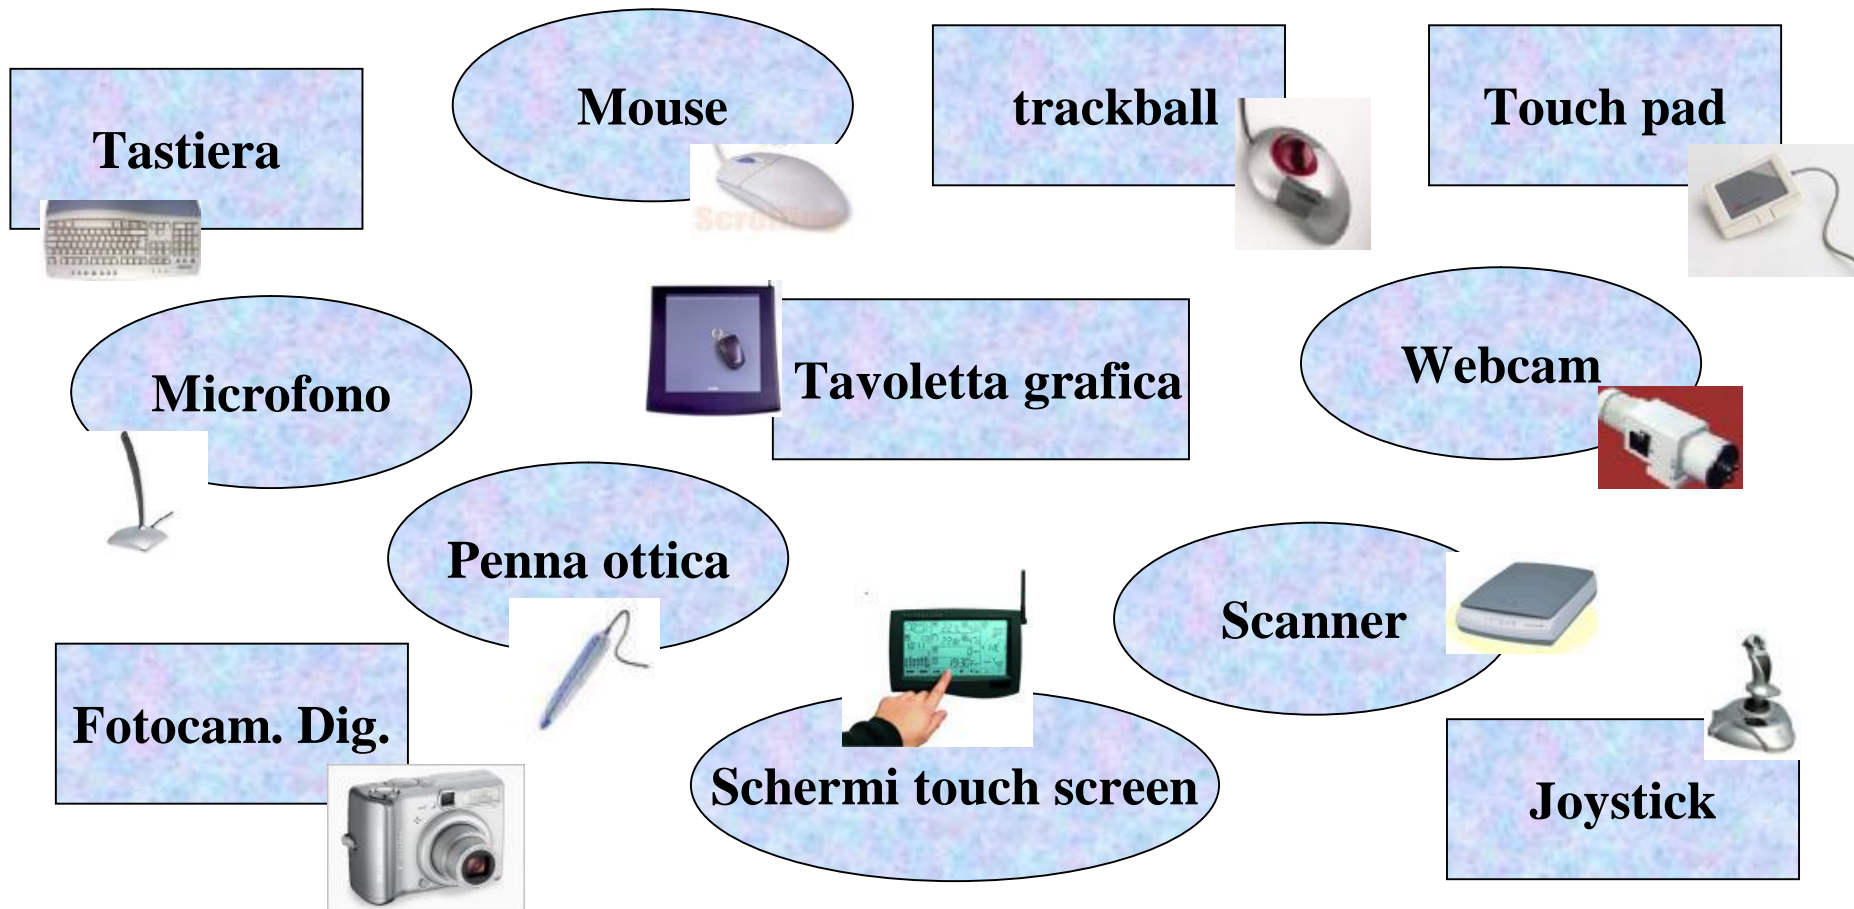 Tastiera
Mouse
trackball
Touch pad
Microfono
Tavoletta grafica
Webcam
Penna ottica
Scanner
Fotocam. Dig.
Schermi touch screen
Joystick